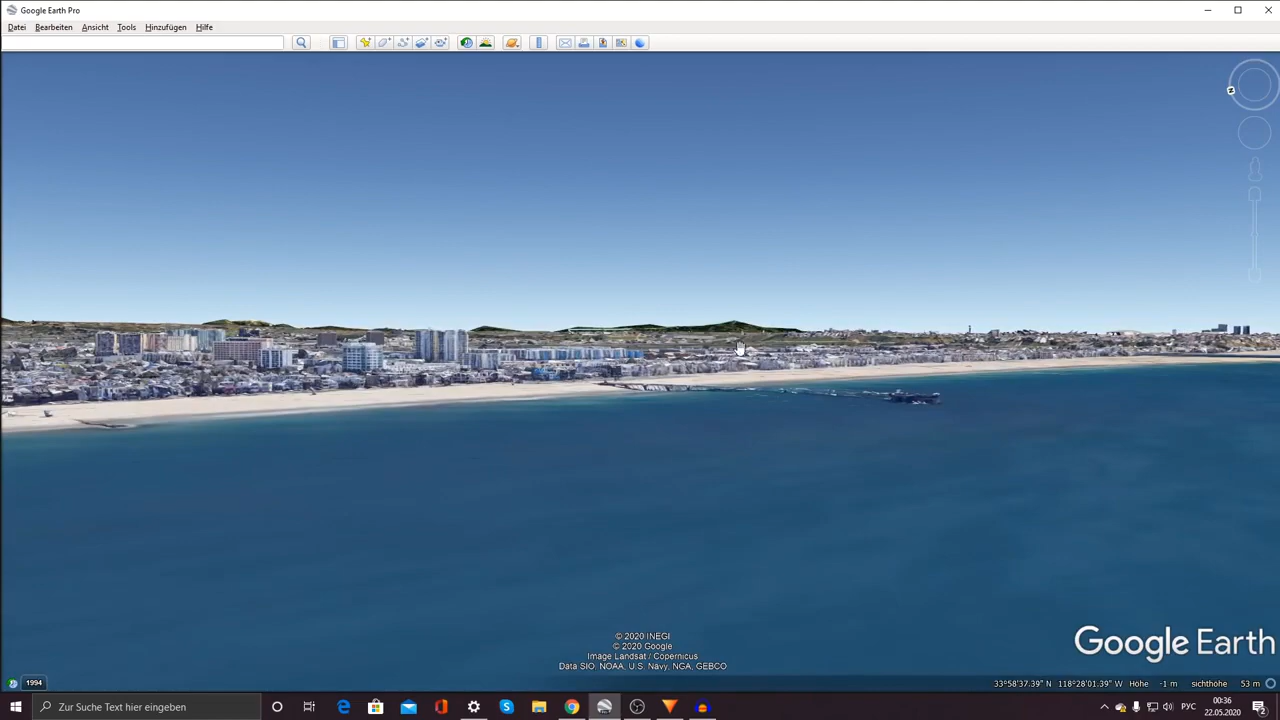 Google Earth Pro
Datei Bearbeiten Ansicht Tools Hinzufügen Hilfe
© 2020 INEGI
© 2020 Google
Image Landsat / Copernicus
Data SIO, NOAA, U.S. Navy, NGA, GEBCO
Google Earth
1994
33°58'37.39" N 118°28'01.39" W Höhe -1 m sichthöhe 53 m
Zur Suche Text hier eingeben
РУС
00:36
22.05.2020
2